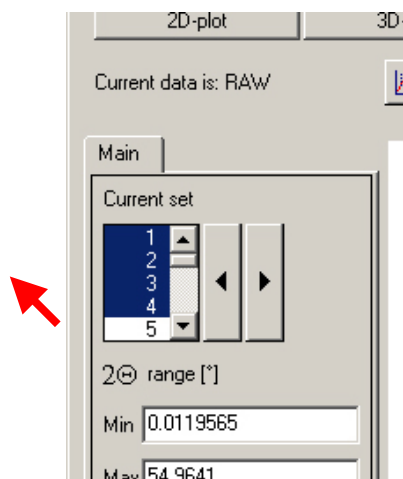 2D-plot 3D-
Current data is: RAW
Main
Current set
1
2
3
4
5
2Θ range [°]
Min 0.0119565
Max 54.9641